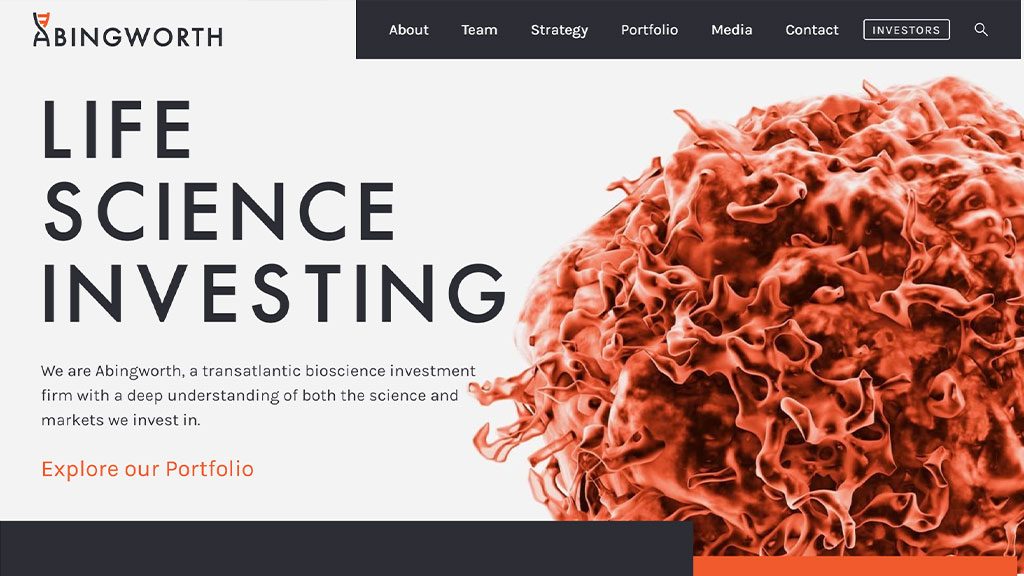 ABINGWORTH
About Team Strategy Portfolio Media Contact INVESTORS
LIFE
SCIENCE
INVESTING
We are Abingworth, a transatlantic bioscience investment
firm with a deep understanding of both the science and
markets we invest in.
Explore our Portfolio